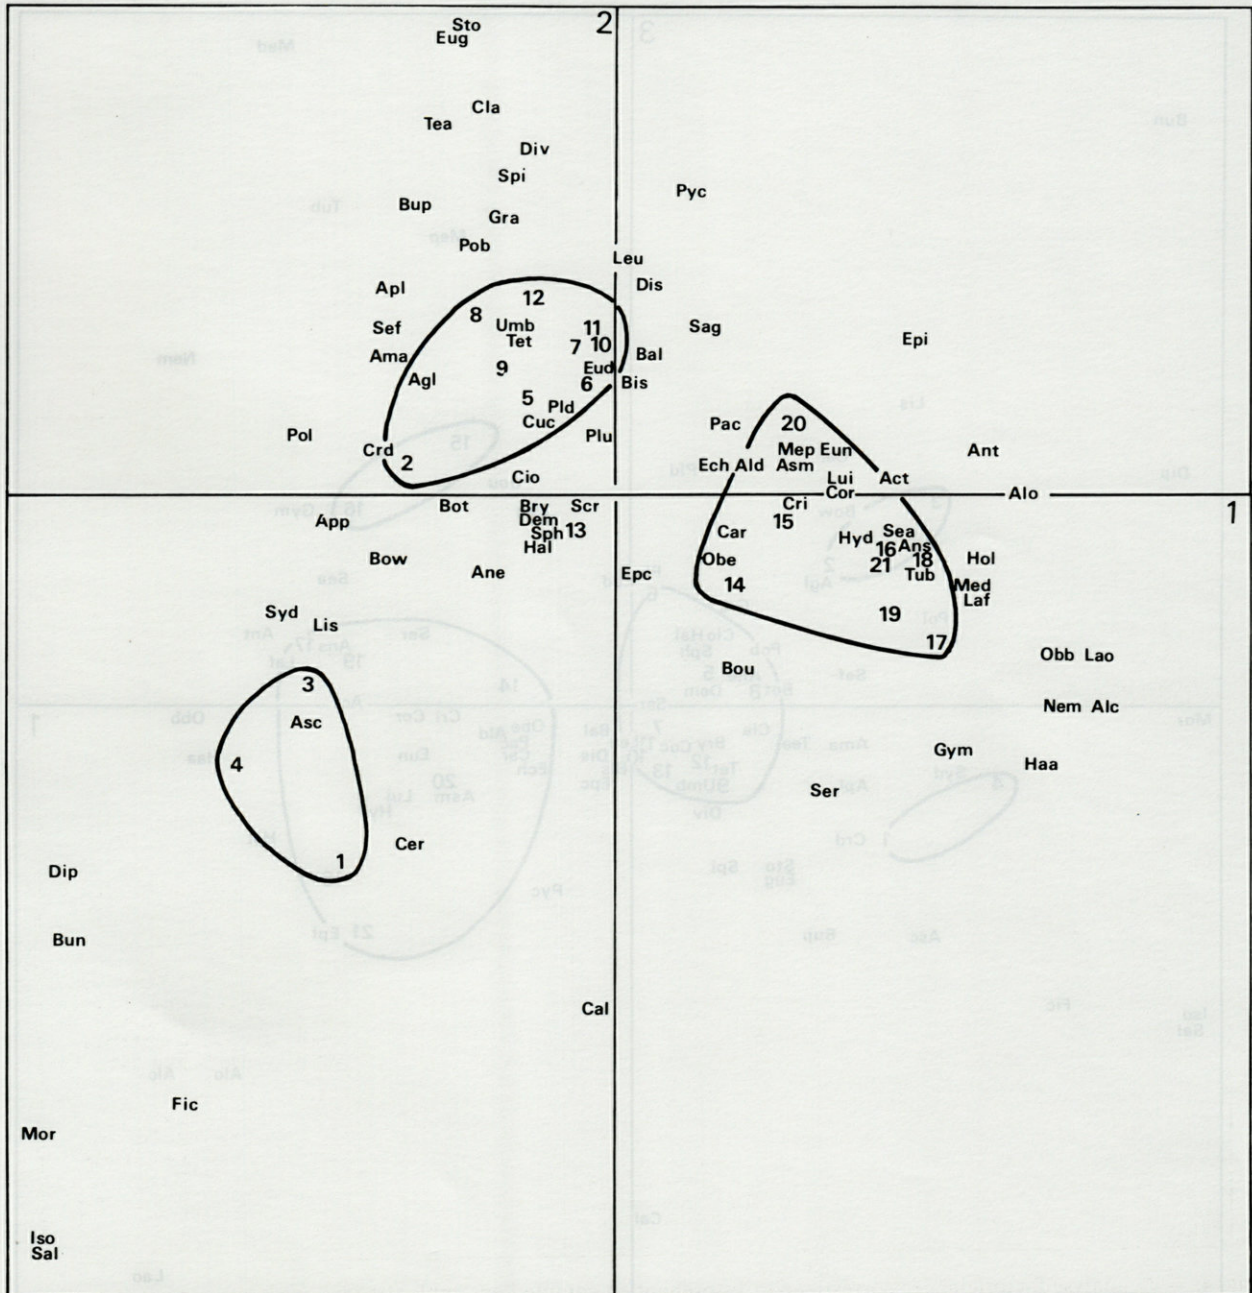 Sto 2
Eug
Cla
Tea
Div
Spi
Pyc
Bup
Gra
Pob
Leu
Apl Dis
12
8
Sef Umb 11 Sag
Tet 10 Epi
7
Ama Bal
9 Eud
Agl 6 Bis
5
Pld
Cuc Pac 20
Pol Plu
Crd Mep Eun Ant
2 Ech Ald Asm
Cio Lui Act
Cor Alo
Bot Bry Scr Cri 1
App Dem 15
Sph 13 Car Sea
Hal Hyd Ans
16
Bow Obe 18 Hol
21
Ane Epc Tub
14 Med
Laf
Syd 19
Lis
17
Obb Lao
Bou
3
Nem Alc
Asc
Gym
4 Haa
Ser
Cer
1
Dip
Bun
Cal
Fic
Mor
Iso
Sal